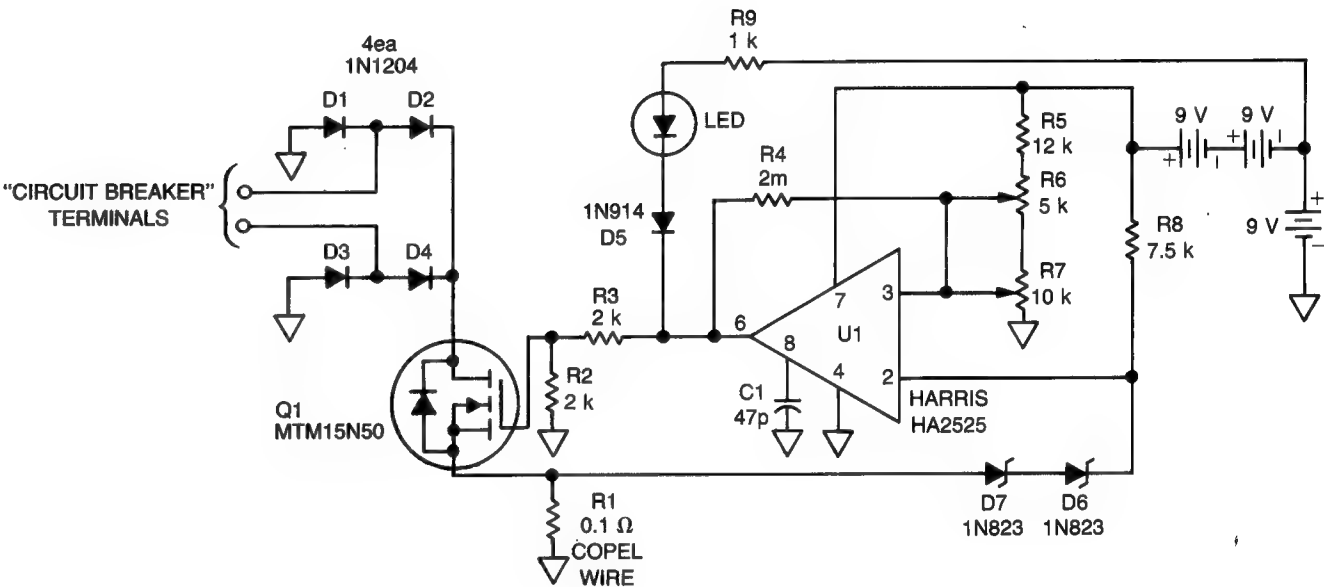 4ea
1N1204
D1
D2
"CIRCUIT BREAKER"
TERMINALS
D3
D4
Q1
MTM15N50
R1
0.1 Ω
COPEL
WIRE
R2
2 k
R3
2 k
LED
1N914
D5
R9
1 k
R4
2m
6
7
8
4
3
2
U1
C1
47p
HARRIS
HA2525
R5
12 k
R6
5 k
R7
10 k
R8
7.5 k
9 V
+
-
9 V
+
-
9 V
+
-
D7
1N823
D6
1N823